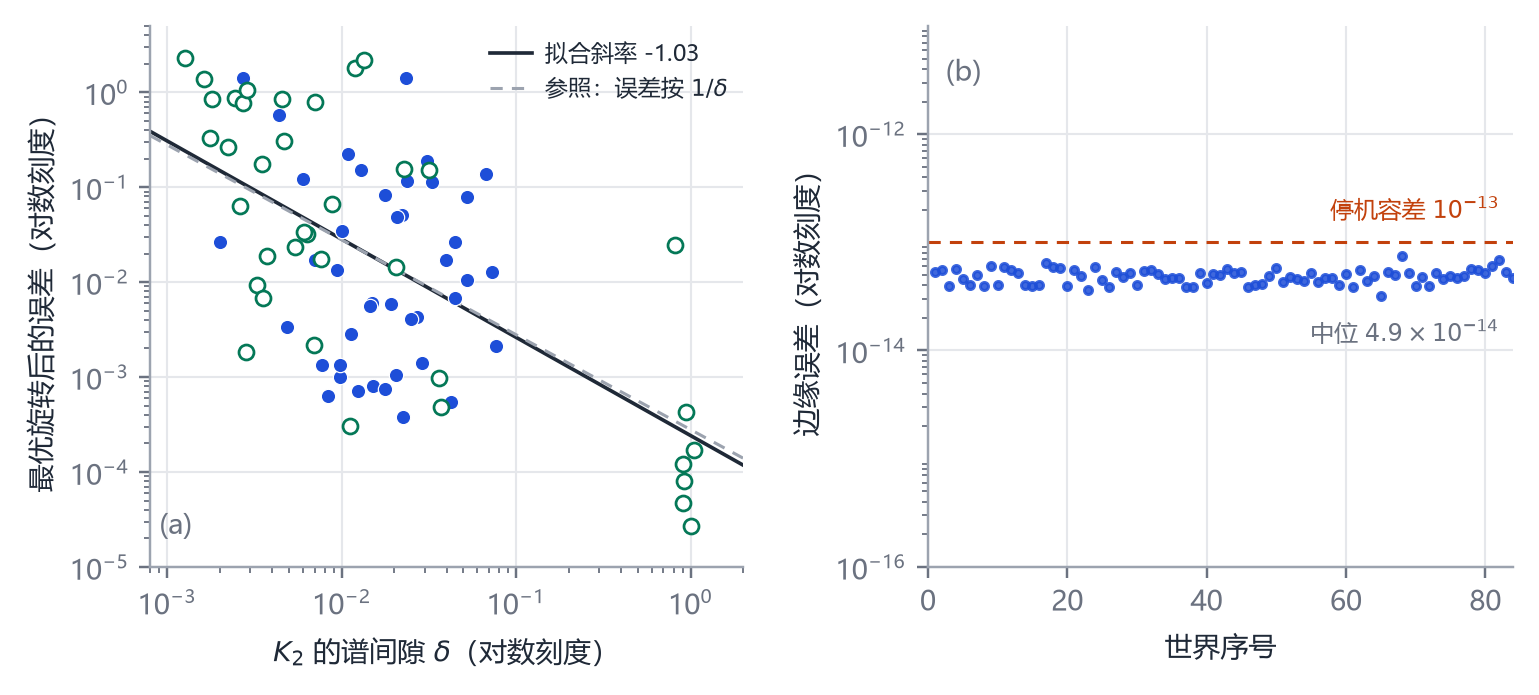 拟合斜率 -1.03
参照：误差按 1/δ
(a)
10⁰
10⁻¹
10⁻²
10⁻³
10⁻⁴
10⁻⁵
最优旋转后的误差（对数刻度）
10⁻³ 10⁻² 10⁻¹ 10⁰
K₂ 的谱间隙 δ（对数刻度）
(b)
10⁻¹²
10⁻¹⁴
10⁻¹⁶
边缘误差（对数刻度）
停机容差 10⁻¹³
中位 4.9 × 10⁻¹⁴
0 20 40 60 80
世界序号